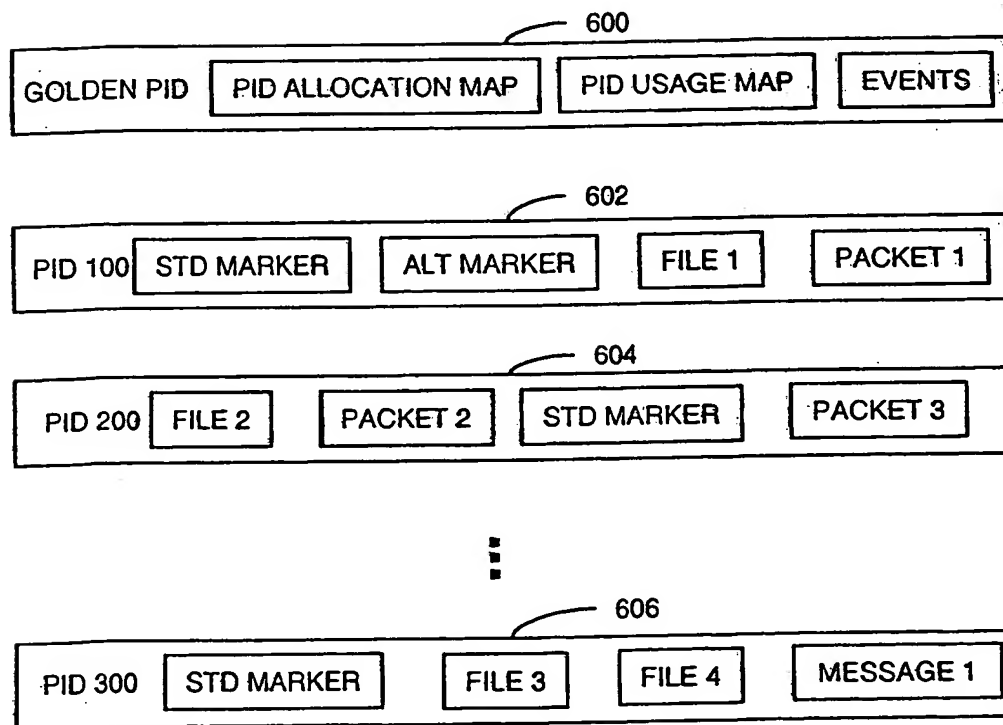 600
GOLDEN PID PID ALLOCATION MAP PID USAGE MAP EVENTS
602
PID 100 STD MARKER ALT MARKER FILE 1 PACKET 1
604
PID 200 FILE 2 PACKET 2 STD MARKER PACKET 3
606
PID 300 STD MARKER FILE 3 FILE 4 MESSAGE 1